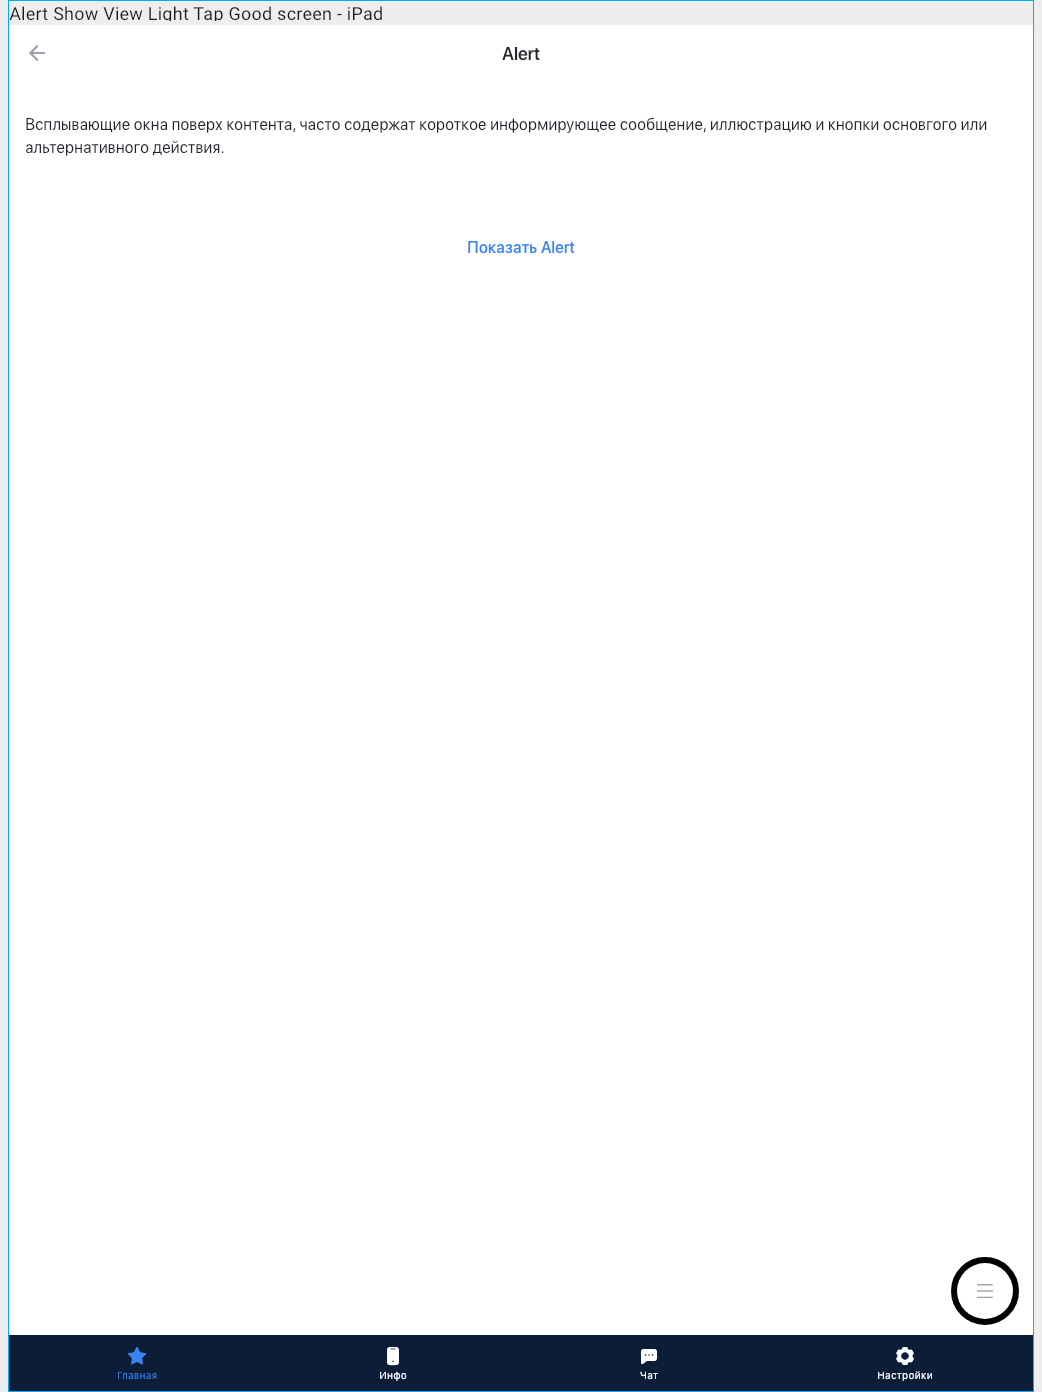 Alert Show View Light Tap Good screen - iPad
Alert
Всплывающие окна поверх контента, часто содержат короткое информирующее сообщение, иллюстрацию и кнопки основгого или
альтернативного действия.
Показать Alert
Главная
Инфо
Чат
Настройки